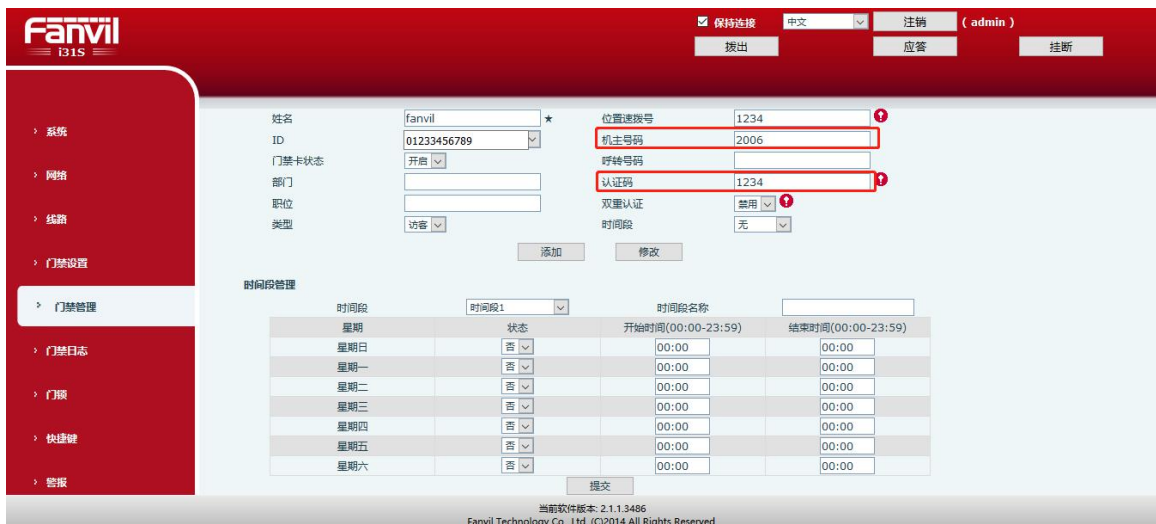 Fanvil
i31S
保持连接 中文 注销 ( admin )
拨出 应答 挂断
系统
网络
线路
门禁设置
门禁管理
门禁日志
门锁
快捷键
警报
姓名 fanvil ★ 位置速拨号 1234
ID 01233456789 机主号码 2006
门禁卡状态 开启 呼转号码
部门 认证码 1234
职位 双重认证 禁用
类型 访客 时间段 无
添加 修改
时间段管理
时间段 时间段1 时间段名称
星期 状态 开始时间(00:00-23:59) 结束时间(00:00-23:59)
星期日 否 00:00 00:00
星期一 否 00:00 00:00
星期二 否 00:00 00:00
星期三 否 00:00 00:00
星期四 否 00:00 00:00
星期五 否 00:00 00:00
星期六 否 00:00 00:00
提交
当前软件版本: 2.1.1.3486
Fanvil Technology Co., Ltd. (C)2014 All Rights Reserved